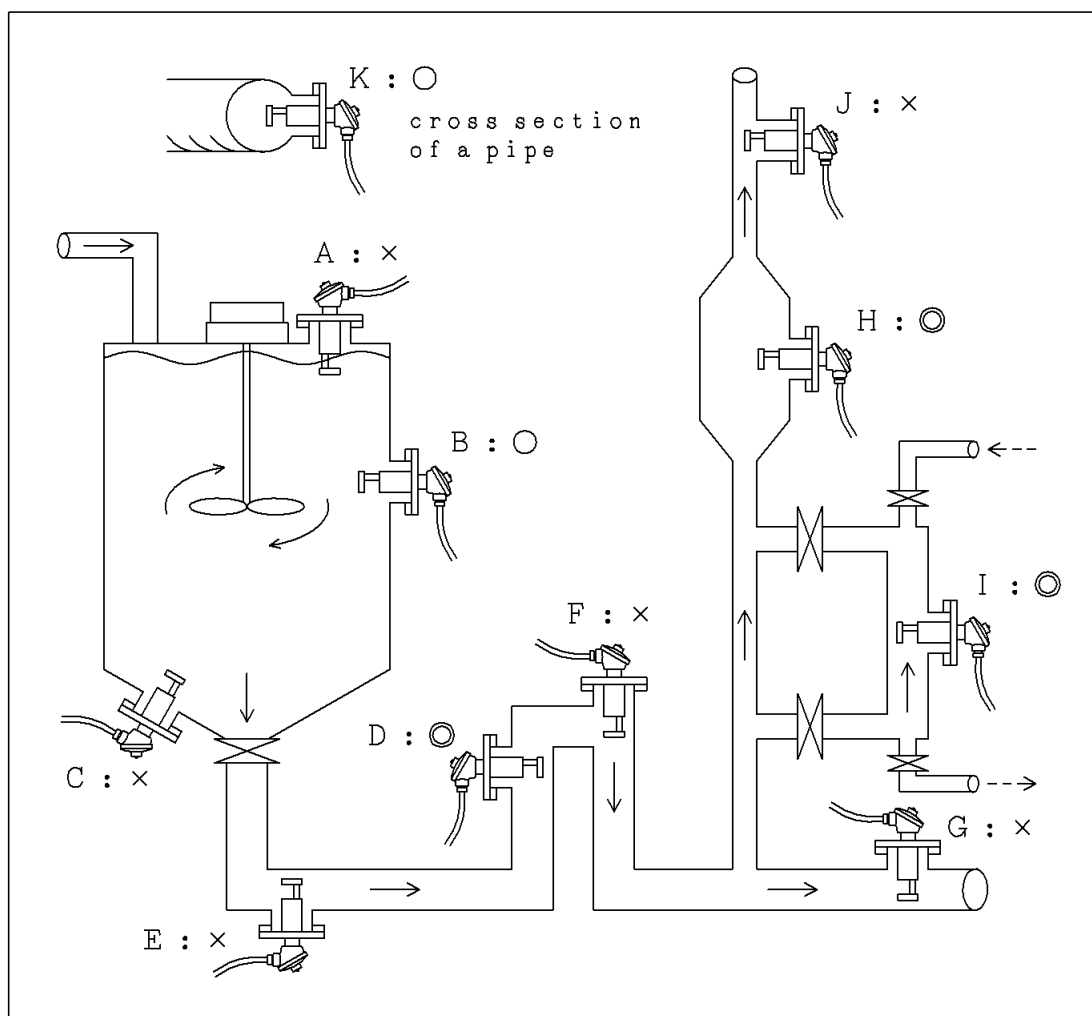 K : ○
cross section
of a pipe
J : ×
A : ×
H : ◎
B : ○
I : ◎
F : ×
D : ◎
C : ×
G : ×
E : ×